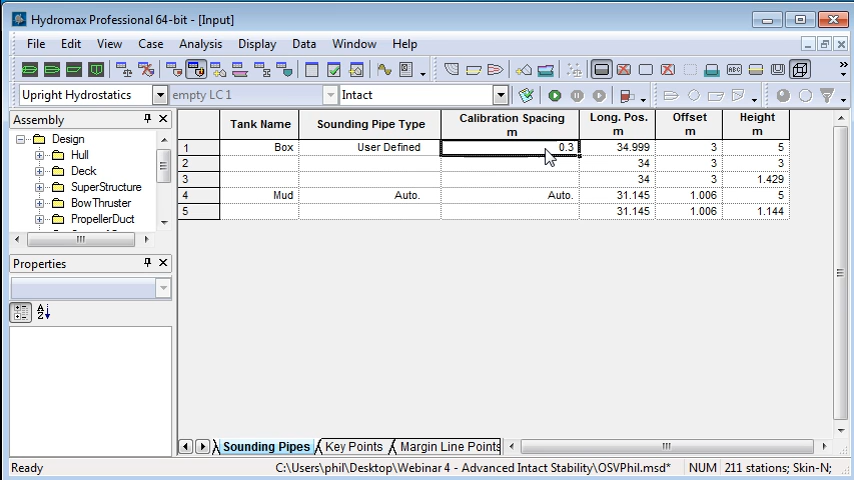 Hydromax Professional 64-bit - [Input]
File Edit View Case Analysis Display Data Window Help
Upright Hydrostatics empty LC 1 Intact
Assembly
Design
Hull
Deck
SuperStructure
BowThruster
PropellerDuct
Properties
Tank Name Sounding Pipe Type Calibration Spacing m Long. Pos. m Offset m Height m
1 Box User Defined 0.3 34.999 3 5
2 34 3 3
3 34 3 1.429
4 Mud Auto. Auto. 31.145 1.006 5
5 31.145 1.006 1.144
Sounding Pipes Key Points Margin Line Points
Ready C:\Users\phil\Desktop\Webinar 4 - Advanced Intact Stability\OSVPhil.msd* NUM 211 stations; Skin-N;